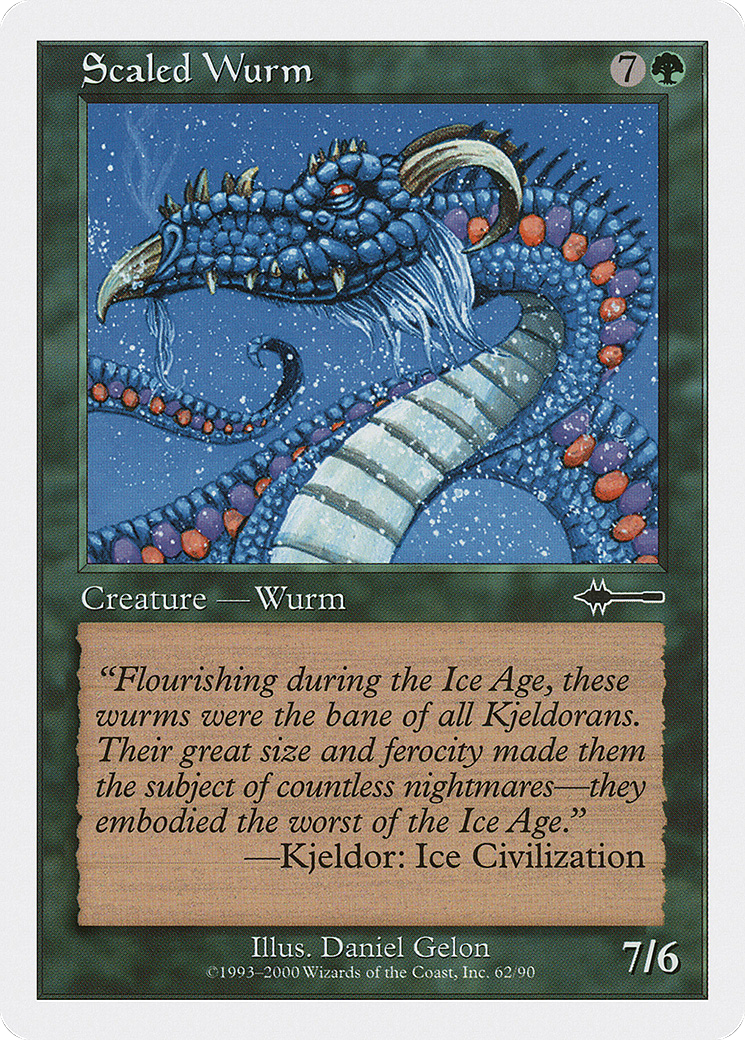 Scaled Wurm
7
Creature — Wurm
“Flourishing during the Ice Age, these
wurms were the bane of all Kjeldorans.
Their great size and ferocity made them
the subject of countless nightmares—they
embodied the worst of the Ice Age.”
—Kjeldor: Ice Civilization
Illus. Daniel Gelon
©1993–2000 Wizards of the Coast, Inc. 62/90
7/6